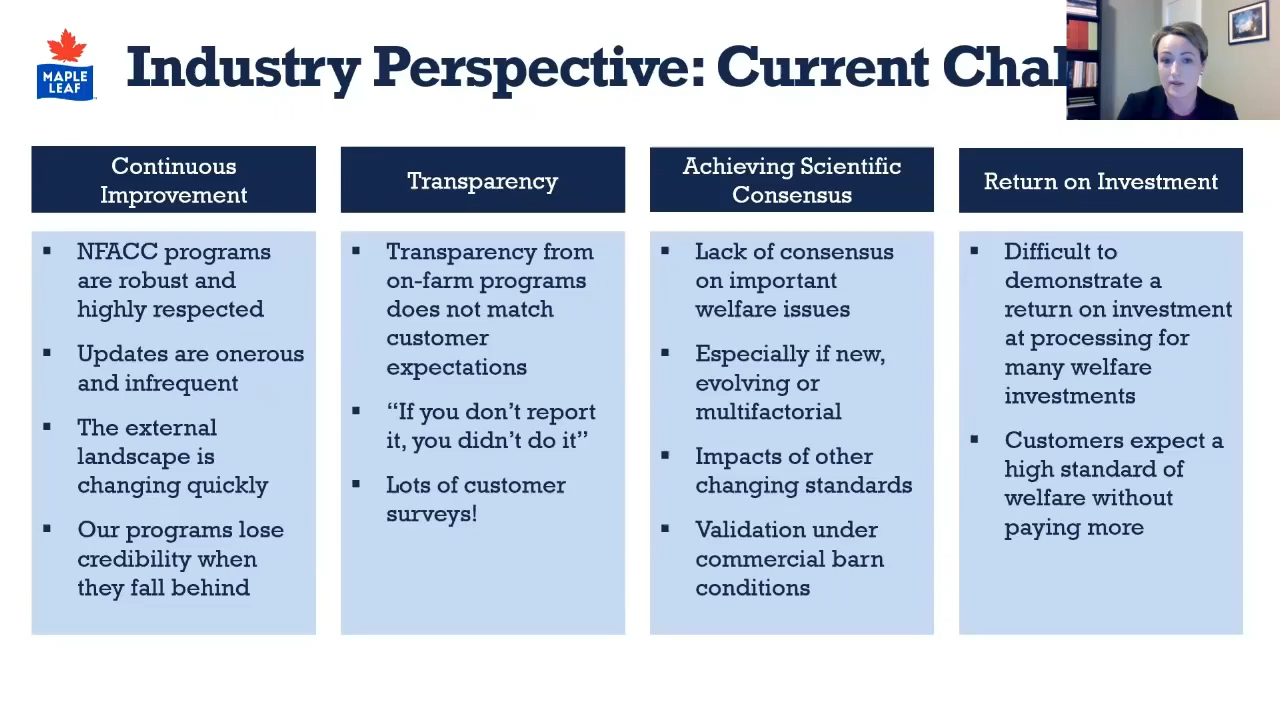 MAPLE
LEAF
Industry Perspective: Current
Continuous
Improvement
NFACC programs
are robust and
highly respected
Updates are onerous
and infrequent
The external
landscape is
changing quickly
Our programs lose
credibility when
they fall behind
Transparency
Transparency from
on-farm programs
does not match
customer
expectations
“If you don’t report
it, you didn’t do it”
Lots of customer
surveys!
Achieving Scientific
Consensus
Lack of consensus
on important
welfare issues
Especially if new,
evolving or
multifactorial
Impacts of other
changing standards
Validation under
commercial barn
conditions
Return on Investment
Difficult to
demonstrate a
return on investment
at processing for
many welfare
investments
Customers expect a
high standard of
welfare without
paying more